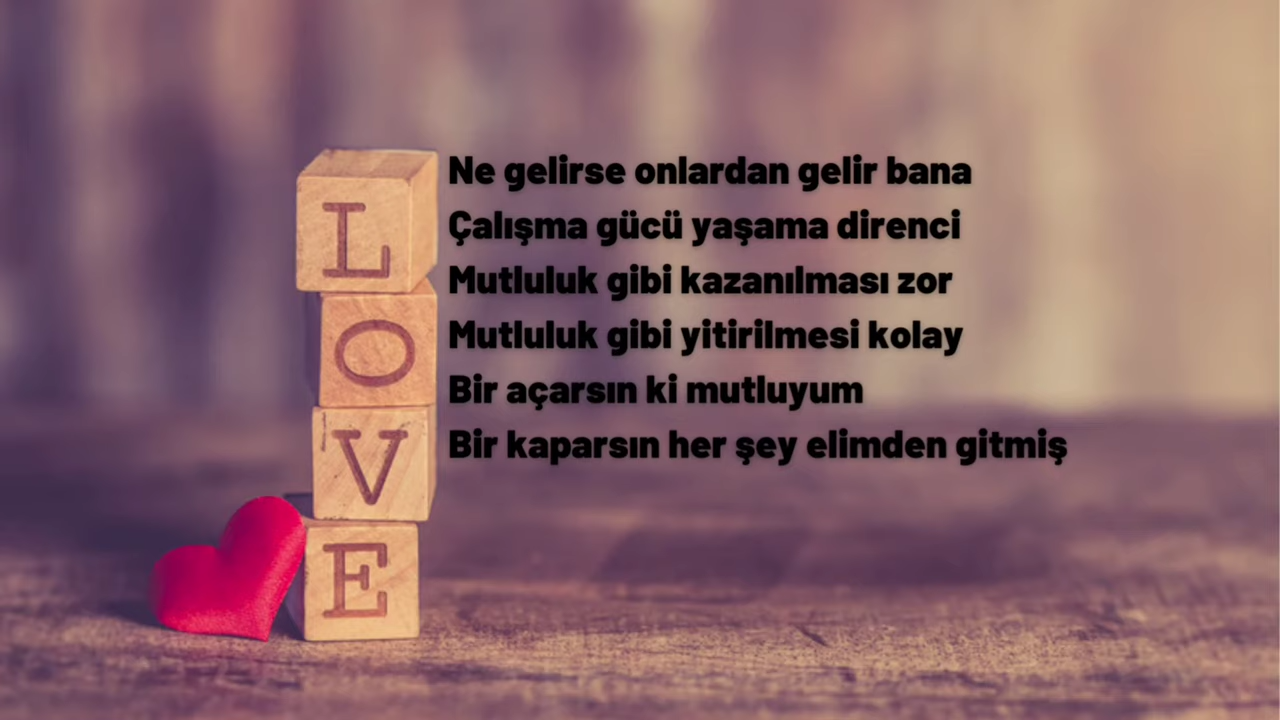 L
O
V
E
Ne gelirse onlardan gelir bana
Çalışma gücü yaşama direnci
Mutluluk gibi kazanılması zor
Mutluluk gibi yitirilmesi kolay
Bir açarsın ki mutluyum
Bir kaparsın her şey elimden gitmiş